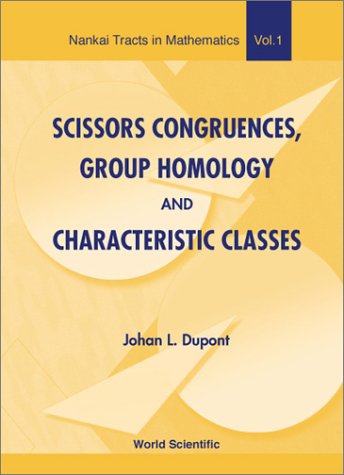 Nankai Tracts in Mathematics Vol.1
SCISSORS CONGRUENCES,
GROUP HOMOLOGY
AND
CHARACTERISTIC CLASSES
Johan L. Dupont
World Scientific